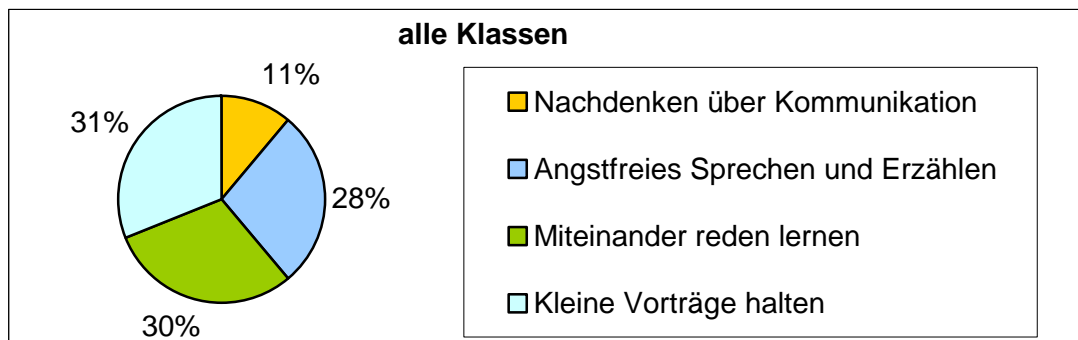 alle Klassen
11%
28%
30%
31%
Nachdenken über Kommunikation
Angstfreies Sprechen und Erzählen
Miteinander reden lernen
Kleine Vorträge halten